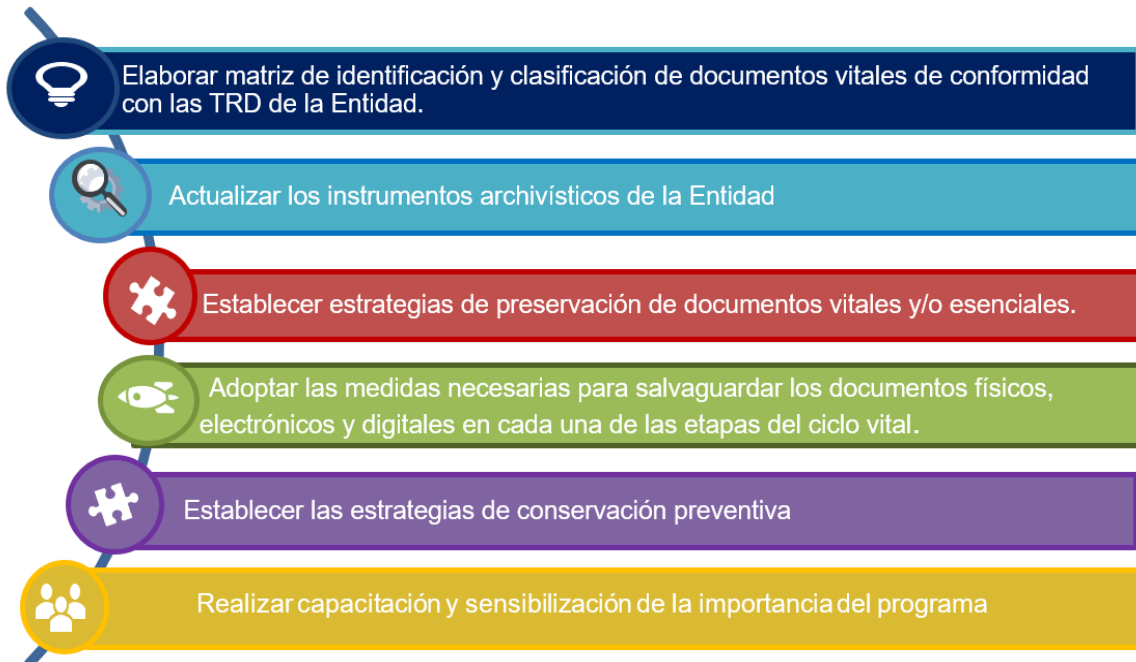 Elaborar matriz de identificación y clasificación de documentos vitales de conformidad
con las TRD de la Entidad.
Actualizar los instrumentos archivísticos de la Entidad
Establecer estrategias de preservación de documentos vitales y/o esenciales.
Adoptar las medidas necesarias para salvaguardar los documentos físicos,
electrónicos y digitales en cada una de las etapas del ciclo vital.
Establecer las estrategias de conservación preventiva
Realizar capacitación y sensibilización de la importancia del programa